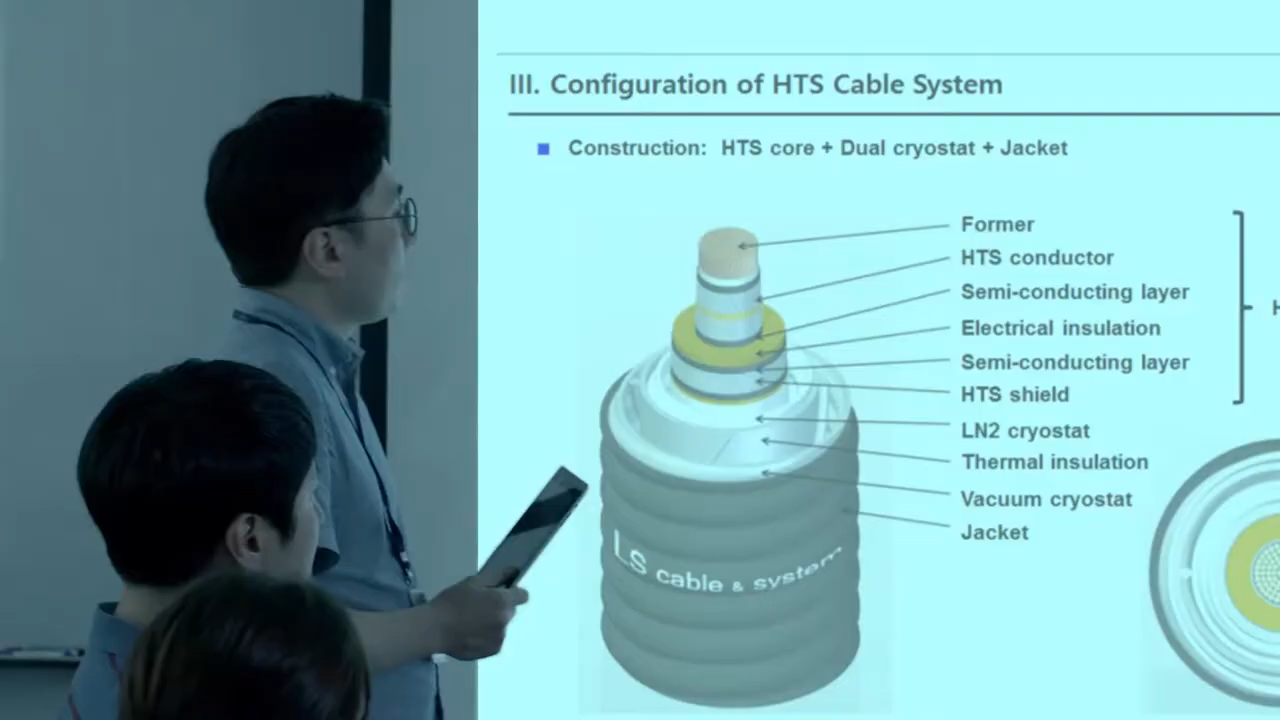 III. Configuration of HTS Cable System
Construction: HTS core + Dual cryostat + Jacket
Former
HTS conductor
Semi-conducting layer
Electrical insulation
Semi-conducting layer
HTS shield
LN2 cryostat
Thermal insulation
Vacuum cryostat
Jacket
LS cable & system